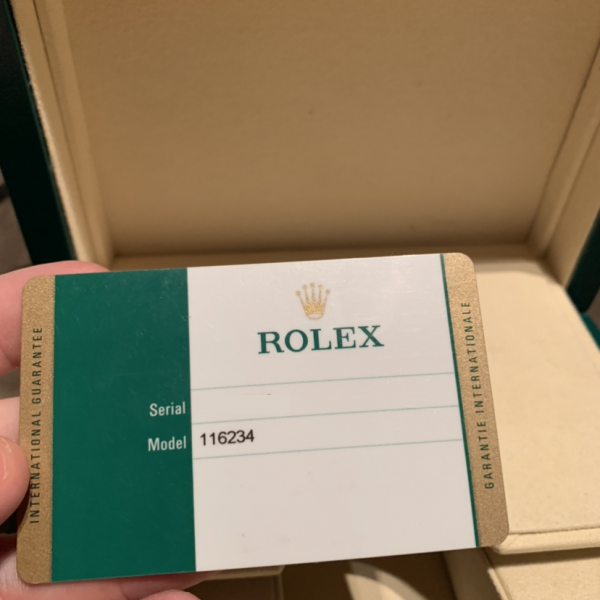 INTERNATIONAL GUARANTEE
ROLEX
Serial
Model 116234
GARANTIE INTERNATIONALE